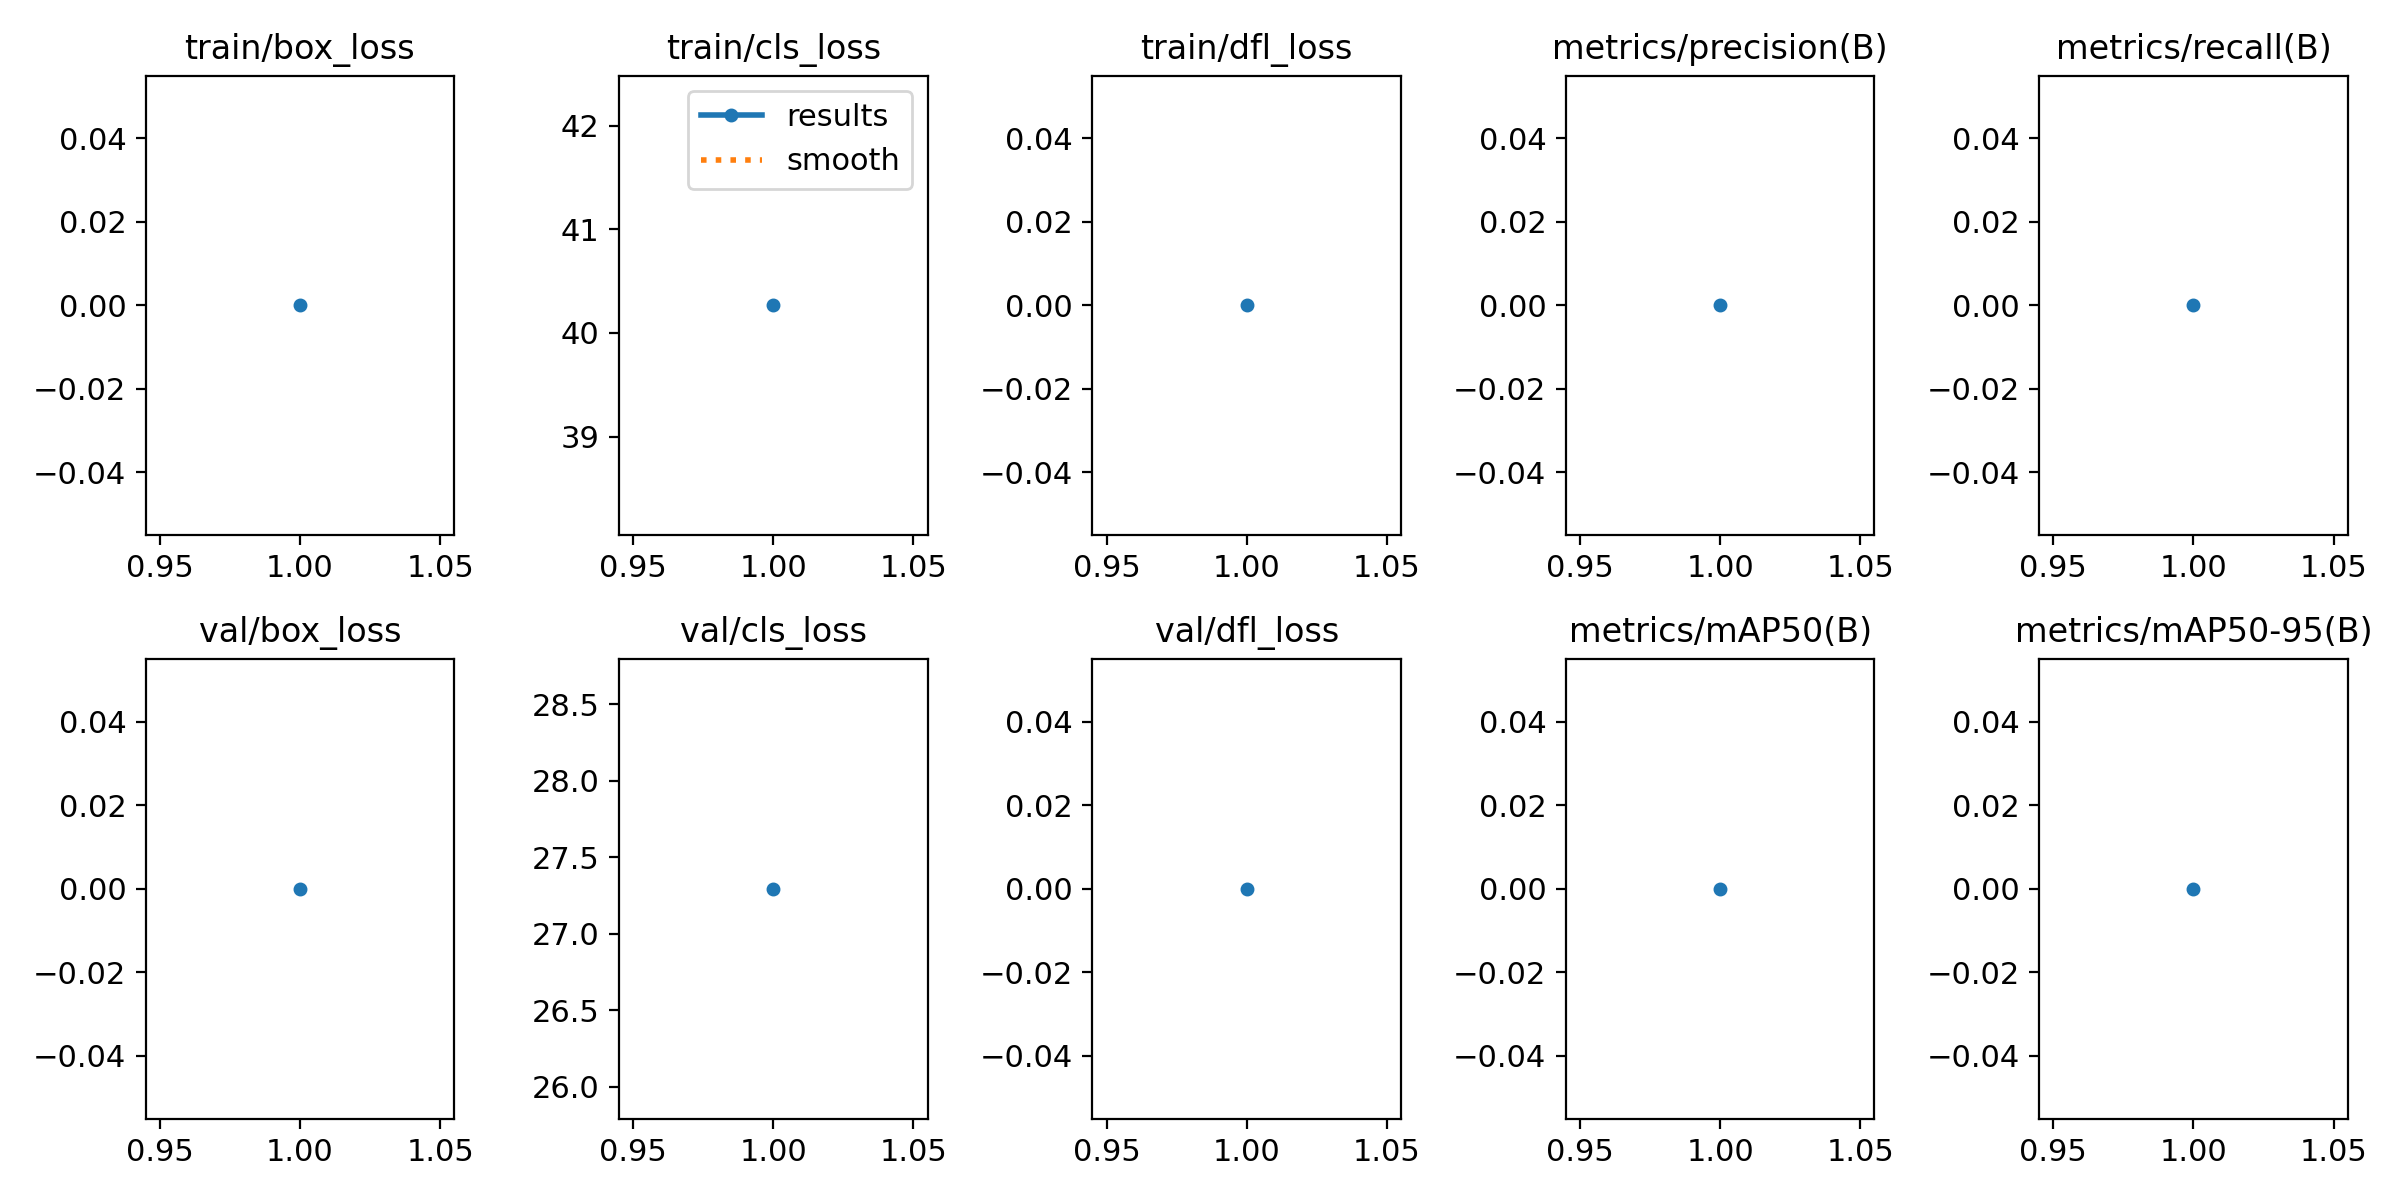 train/box_loss
train/cls_loss
train/dfl_loss
metrics/precision(B)
metrics/recall(B)
0.04
0.02
0.00
−0.02
−0.04
0.95 1.00 1.05
42
41
40
39
results
smooth
0.95 1.00 1.05
0.04
0.02
0.00
−0.02
−0.04
0.95 1.00 1.05
0.04
0.02
0.00
−0.02
−0.04
0.95 1.00 1.05
0.04
0.02
0.00
−0.02
−0.04
0.95 1.00 1.05
val/box_loss
val/cls_loss
val/dfl_loss
metrics/mAP50(B)
metrics/mAP50-95(B)
0.04
0.02
0.00
−0.02
−0.04
0.95 1.00 1.05
28.5
28.0
27.5
27.0
26.5
26.0
0.95 1.00 1.05
0.04
0.02
0.00
−0.02
−0.04
0.95 1.00 1.05
0.04
0.02
0.00
−0.02
−0.04
0.95 1.00 1.05
0.04
0.02
0.00
−0.02
−0.04
0.95 1.00 1.05